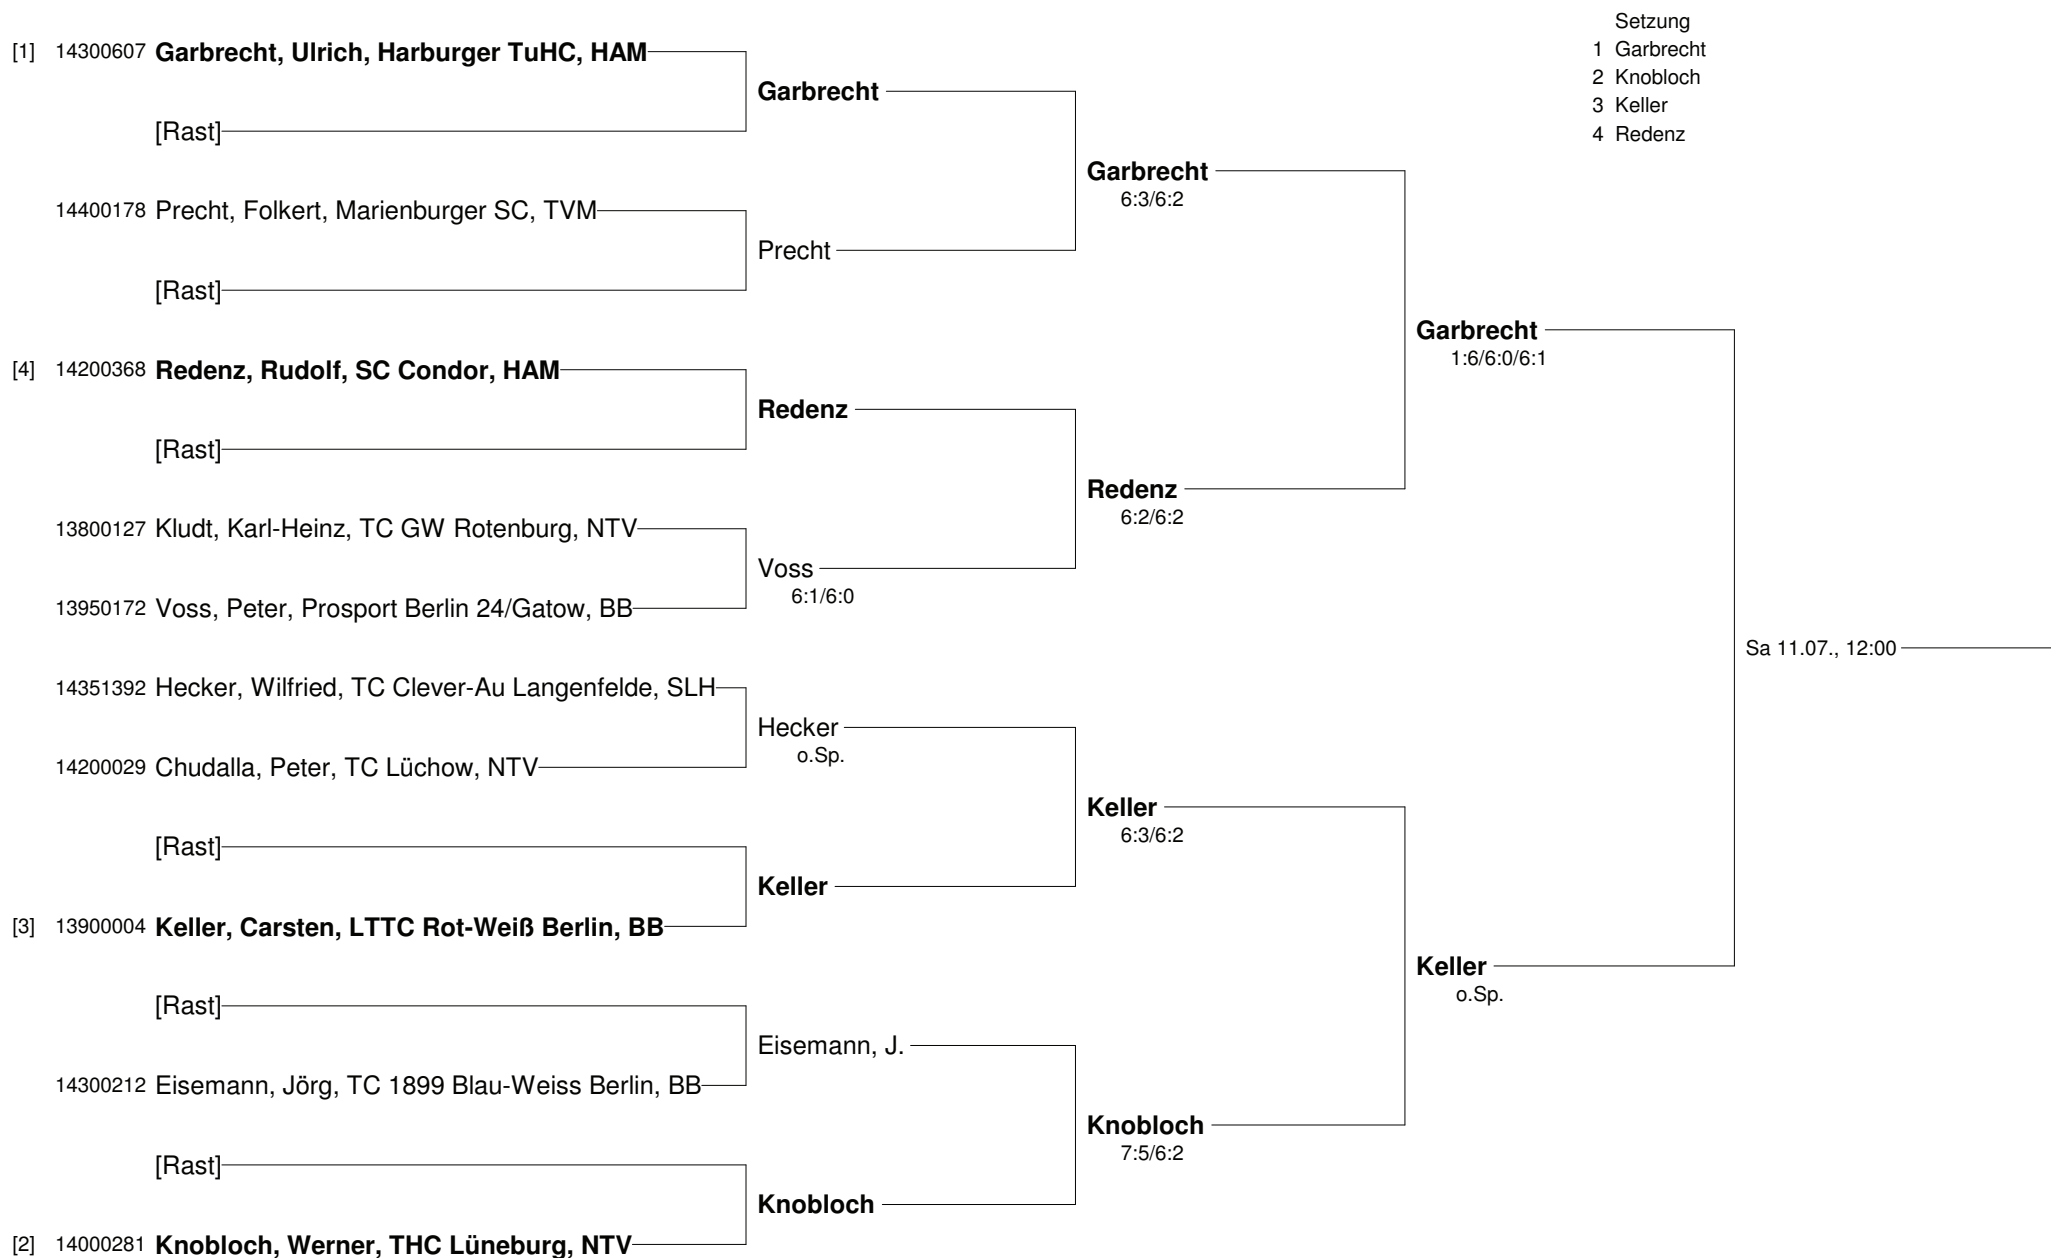 Setzung
1 Garbrecht
2 Knobloch
3 Keller
4 Redenz
[1] 14300607 Garbrecht, Ulrich, Harburger TuHC, HAM
Garbrecht
[Rast]
Garbrecht
6:3/6:2
14400178 Precht, Folkert, Marienburger SC, TVM
Precht
[Rast]
Garbrecht
1:6/6:0/6:1
[4] 14200368 Redenz, Rudolf, SC Condor, HAM
Redenz
[Rast]
Redenz
6:2/6:2
13800127 Kludt, Karl-Heinz, TC GW Rotenburg, NTV
Voss
6:1/6:0
13950172 Voss, Peter, Prosport Berlin 24/Gatow, BB
Sa 11.07., 12:00
14351392 Hecker, Wilfried, TC Clever-Au Langenfelde, SLH
Hecker
o.Sp.
14200029 Chudalla, Peter, TC Lüchow, NTV
Keller
6:3/6:2
[Rast]
Keller
[3] 13900004 Keller, Carsten, LTTC Rot-Weiß Berlin, BB
Keller
o.Sp.
[Rast]
Eisemann, J.
14300212 Eisemann, Jörg, TC 1899 Blau-Weiss Berlin, BB
Knobloch
7:5/6:2
[Rast]
Knobloch
[2] 14000281 Knobloch, Werner, THC Lüneburg, NTV